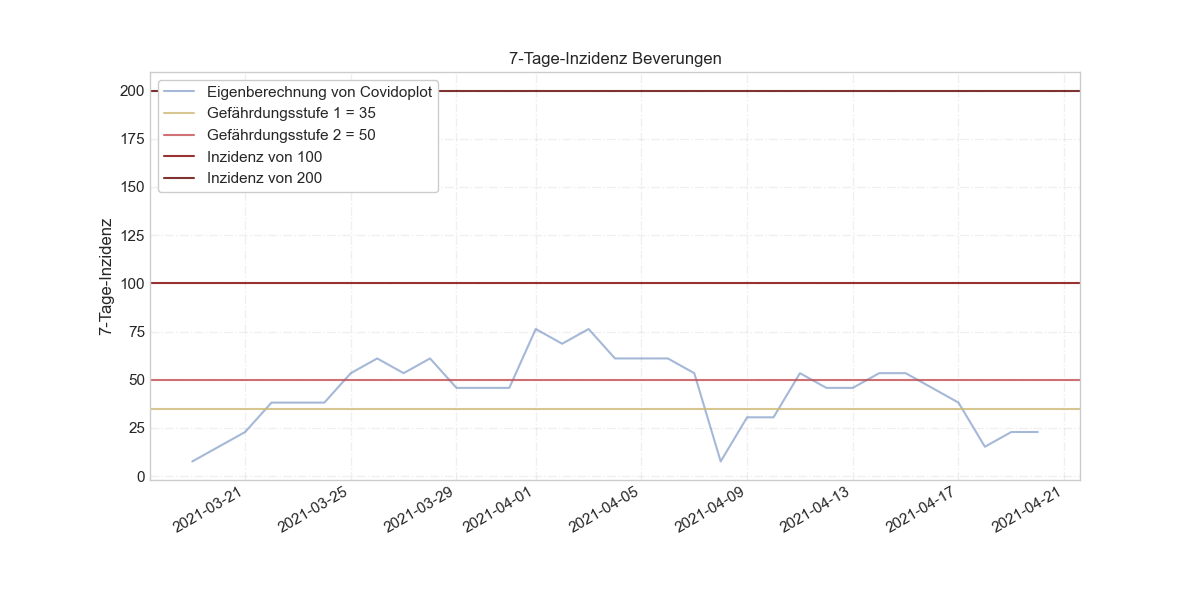 7-Tage-Inzidenz Beverungen
Eigenberechnung von Covidoplot
Gefährdungsstufe 1 = 35
Gefährdungsstufe 2 = 50
Inzidenz von 100
Inzidenz von 200
7-Tage-Inzidenz
200
175
150
125
100
75
50
25
0
2021-03-21
2021-03-25
2021-03-29
2021-04-01
2021-04-05
2021-04-09
2021-04-13
2021-04-17
2021-04-21